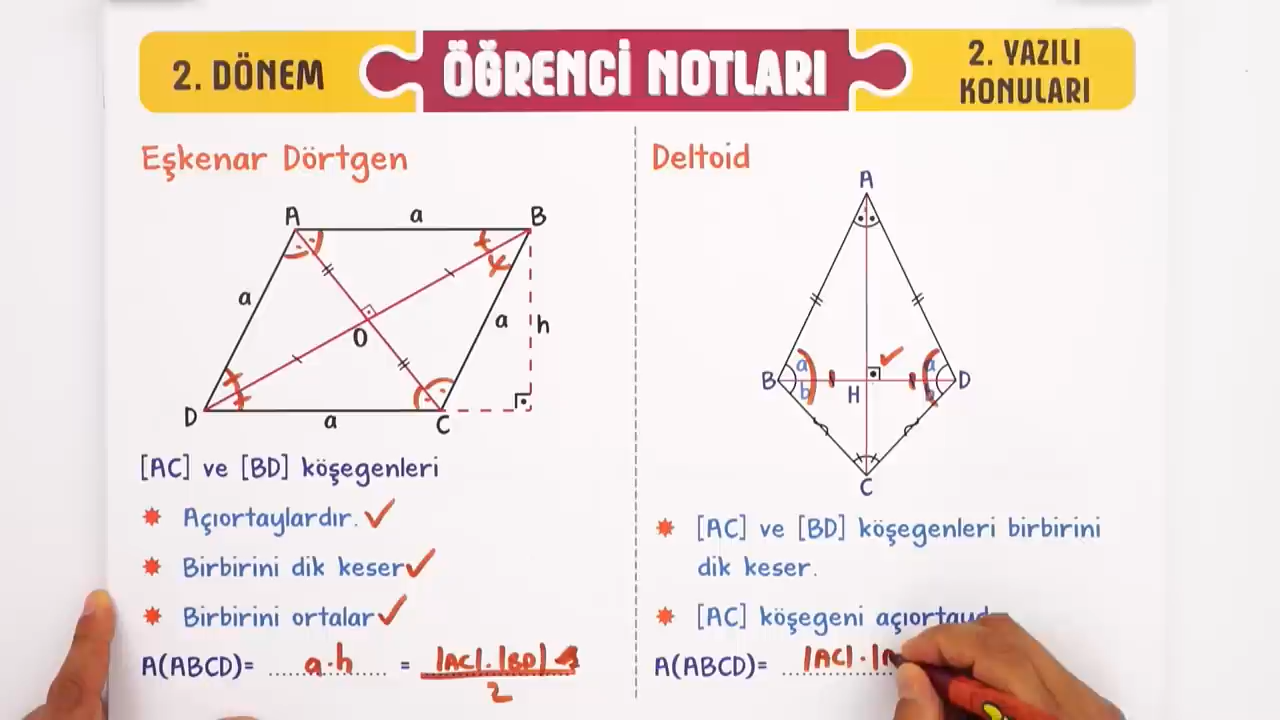 2. DÖNEM
ÖĞRENCİ NOTLARI
2. YAZILI
KONULARI
Eşkenar Dörtgen
A
a
B
a
a
h
O
D
a
C
[AC] ve [BD] köşegenleri
Açıortaylardır.
Birbirini dik keser
Birbirini ortalar
A(ABCD)= a·h = |AC|·|BD|
2
Deltoid
A
a
a
B
D
b
H
b
C
[AC] ve [BD] köşegenleri birbirini
dik keser.
[AC] köşegeni
A(ABCD)= |AC|·|